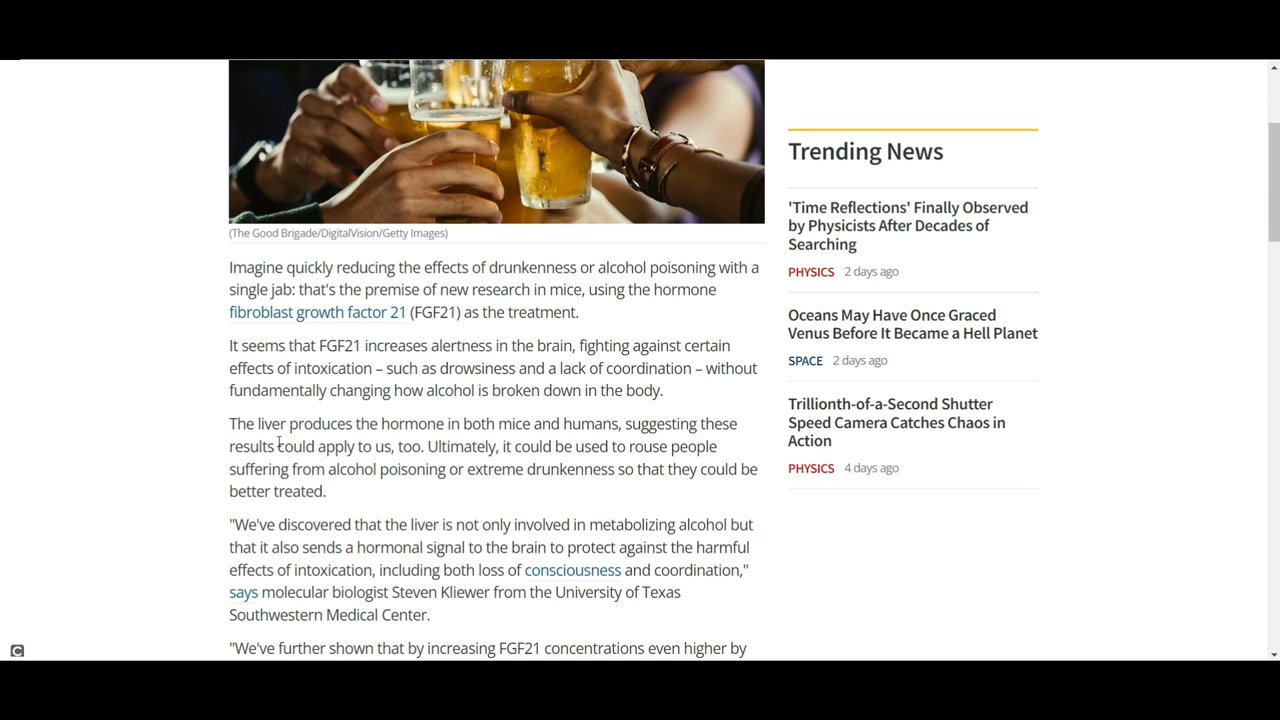 (The Good Brigade/DigitalVision/Getty Images)
Imagine quickly reducing the effects of drunkenness or alcohol poisoning with a
single jab: that's the premise of new research in mice, using the hormone
fibroblast growth factor 21 (FGF21) as the treatment.
It seems that FGF21 increases alertness in the brain, fighting against certain
effects of intoxication – such as drowsiness and a lack of coordination – without
fundamentally changing how alcohol is broken down in the body.
The liver produces the hormone in both mice and humans, suggesting these
results could apply to us, too. Ultimately, it could be used to rouse people
suffering from alcohol poisoning or extreme drunkenness so that they could be
better treated.
"We've discovered that the liver is not only involved in metabolizing alcohol but
that it also sends a hormonal signal to the brain to protect against the harmful
effects of intoxication, including both loss of consciousness and coordination,"
says molecular biologist Steven Kliewer from the University of Texas
Southwestern Medical Center.
"We've further shown that by increasing FGF21 concentrations even higher by
Trending News
'Time Reflections' Finally Observed
by Physicists After Decades of
Searching
PHYSICS 2 days ago
Oceans May Have Once Graced
Venus Before It Became a Hell Planet
SPACE 2 days ago
Trillionth-of-a-Second Shutter
Speed Camera Catches Chaos in
Action
PHYSICS 4 days ago
C